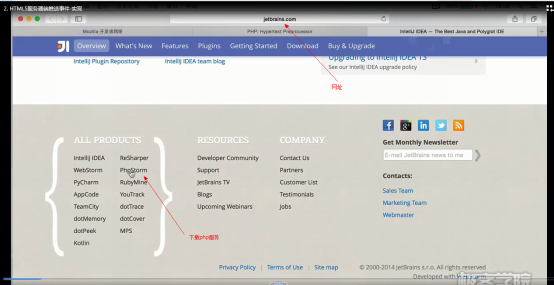 2. HTML5服务器端推送事件-实现
jetbrains.com
Mozilla 开发者网络
PHP: Hypertext Preprocessor
IntelliJ IDEA — The Best Java and Polyglot IDE
Overview What's New Features Plugins Getting Started Download Buy & Upgrade
IntelliJ Plugin Repository IntelliJ IDEA team blog
Upgrading to IntelliJ IDEA 13
See our IntelliJ IDEA upgrade policy
网址
ALL PRODUCTS
IntelliJ IDEA ReSharper
WebStorm PhpStorm
PyCharm RubyMine
AppCode YouTrack
TeamCity dotTrace
dotMemory dotCover
dotPeek MPS
Kotlin
RESOURCES
Developer Community
Support
JetBrains TV
Blogs
Upcoming Webinars
COMPANY
Contact Us
Partners
Customer List
Testimonials
Jobs
Get Monthly Newsletter
E-mail JetBrains news to me
Contacts:
Sales Team
Marketing Team
Webmaster
下载php服务
Privacy Policy | Terms of Use | Site map
© 2000-2014 JetBrains s.r.o. All rights reserved
Developed with
极客学院